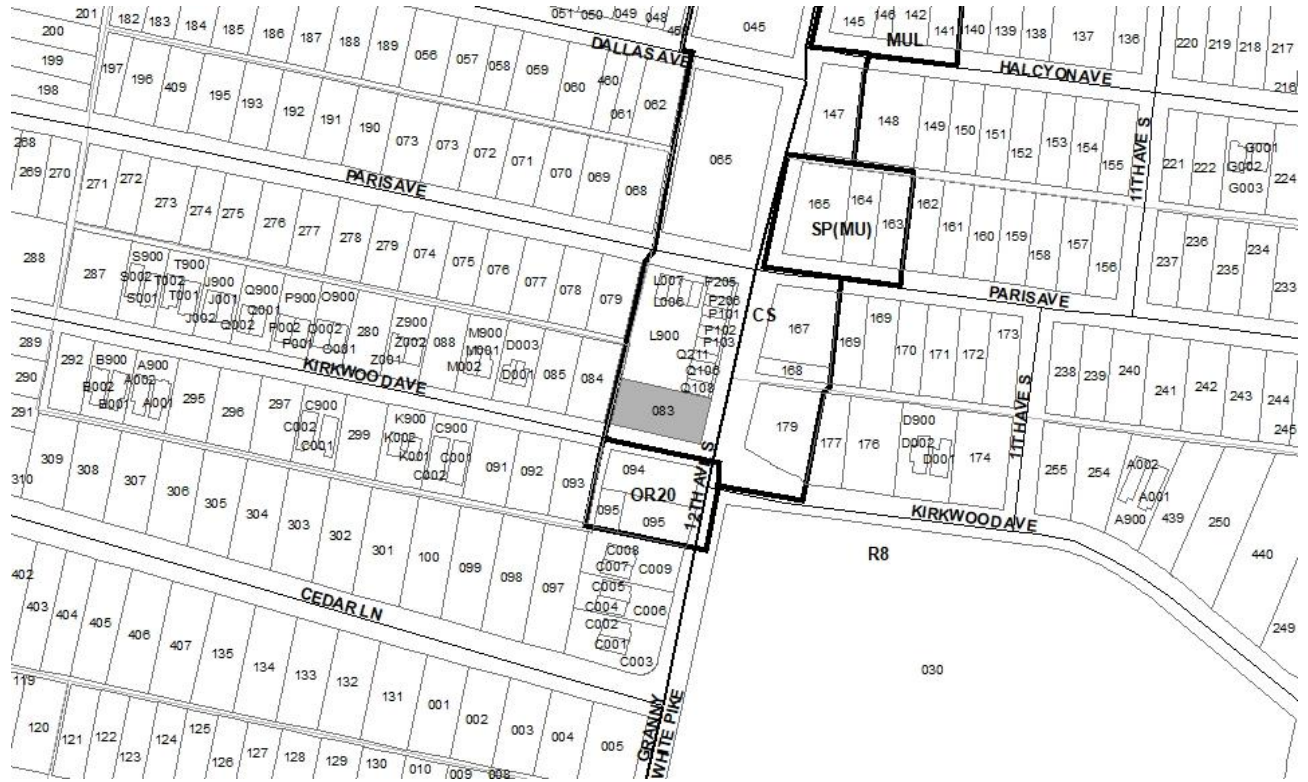 201 182 183 184 185 186 187 188 189 051 050 049 048 045 145 146 142 141 140 139 138 137 136 220 219 218 217
200 056 057 058 059 DALLAS AVE MUL
199 197 196 409 195 193 192 191 190 073 073 072 071 060 460 061 062 HALCYON AVE 216
198 070 069 068 065 147 148 149 150 151 152 153 154 155 11TH AVE S 221 222 G001 G002 G003 224
268 269 270 271 272 PARIS AVE
273 274 275 276 277 278 279 074 075 076 077 078 079 165 164 163 162 161 160 159 158 157 156 237 236 235 234 233
SP(MU)
288 287 S900 S002 S001 T900 T002 T001 J900 J001 J002 Q900 Q001 Q002 P900 P002 P001 O900 O002 O001 280 Z900 Z002 Z001 088 M900 M001 M002 D003 D001 085 084
L007 L006 L900 P205 P206 P101 P102 P103 Q211 Q106 Q108 CS 167 168 169 169 170 171 172 173 PARIS AVE
289 290 291 292 B900 B002 B001 A900 A002 A001 295 296 297 KIRKWOOD AVE
C900 C002 C001 299 K900 K002 K001 C900 C001 C002 091 092 093 083 179 177 176 D900 D002 D001 174 11TH AVE S 238 239 240 241 242 243 244 245
310 309 308 307 306 305 304 303 302 301 100 099 098 097 094 095 095 OR20 12TH AVE S 255 254 A002 A001 A900 439 250 440 249
KIRKWOOD AVE
R8
C008 C007 C009 C005 C004 C006 C002 C001 C003
CEDAR LN
402 403 404 405 406 407 135 134 133 132 131 001 002 003 004 005 030
GRANNY WHITE PIKE
119 120 121 122 123 124 125 126 127 128 129 130 010 009 008